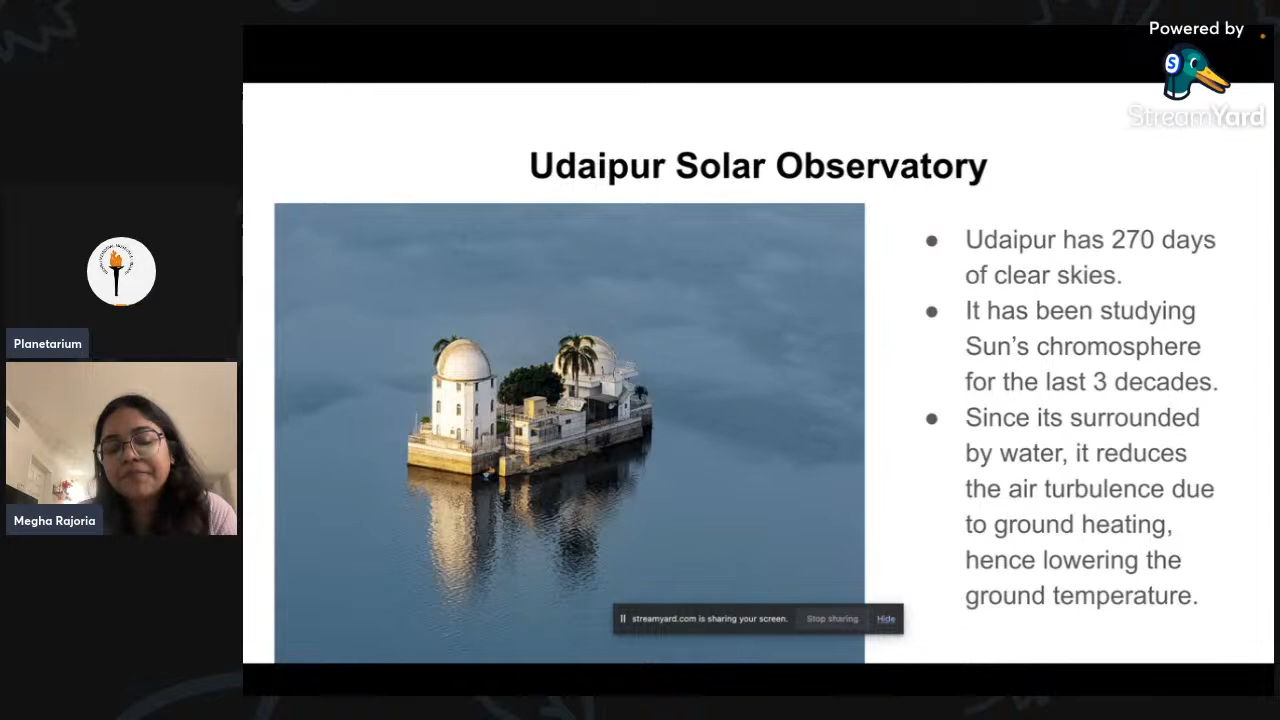 Powered by
StreamYard
Udaipur Solar Observatory
● Udaipur has 270 days
of clear skies.
● It has been studying
Sun's chromosphere
for the last 3 decades.
● Since its surrounded
by water, it reduces
the air turbulence due
to ground heating,
hence lowering the
ground temperature.
Planetarium
Megha Rajoria
streamyard.com is sharing your screen. Stop sharing Hide